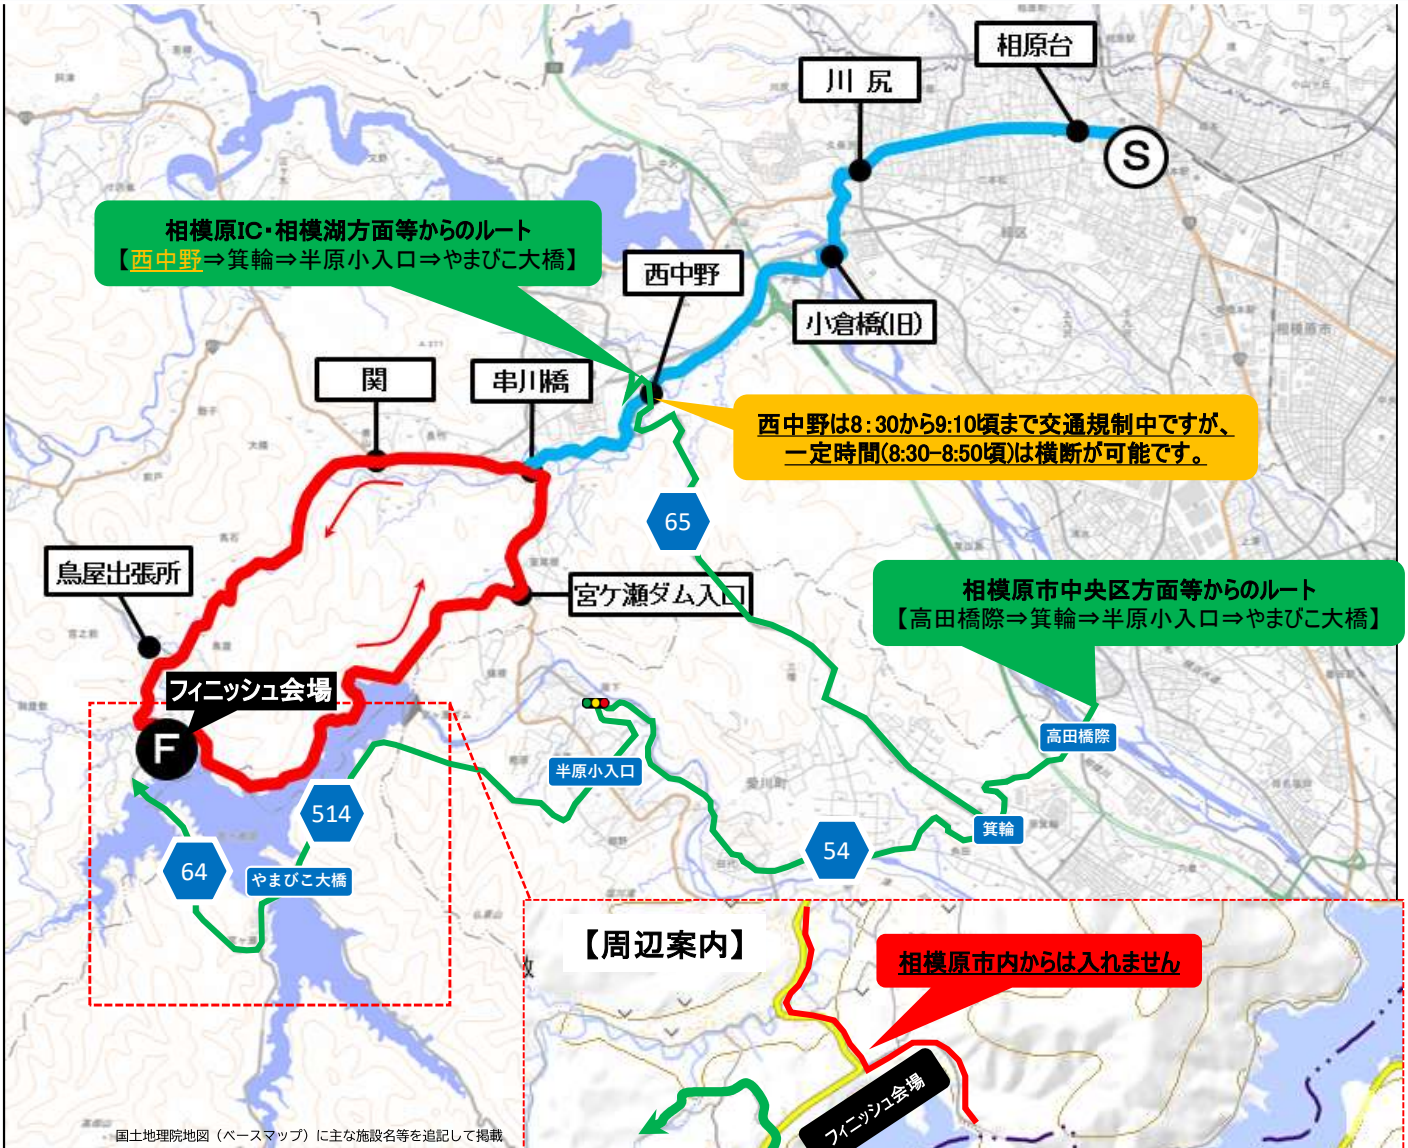 相原台
川 尻
S
相模原IC・相模湖方面等からのルート
【西中野⇒箕輪⇒半原小入口⇒やまびこ大橋】
西中野
小倉橋(旧)
関
串川橋
西中野は8:30から9:10頃まで交通規制中ですが、
一定時間(8:30-8:50頃)は横断が可能です。
65
鳥屋出張所
宮ケ瀬ダム入口
相模原市中央区方面等からのルート
【高田橋際⇒箕輪⇒半原小入口⇒やまびこ大橋】
フィニッシュ会場
F
高田橋際
半原小入口
愛川町
514
箕輪
54
64
やまびこ大橋
【周辺案内】
相模原市内からは入れません
フィニッシュ会場
国土地理院地図(ベースマップ)に主な施設名等を追記して掲載
相模原市